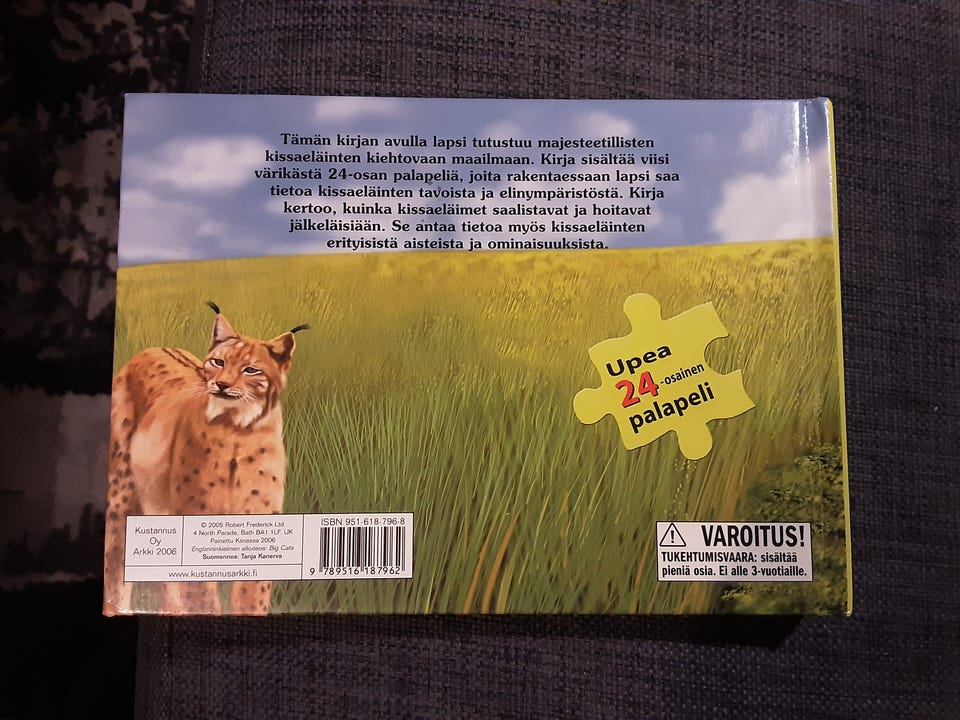 Tämän kirjan avulla lapsi tutustuu majesteetillisten
kissaeläinten kiehtovaan maailmaan. Kirja sisältää viisi
värikästä 24-osan palapeliä, joita rakentaessaan lapsi saa
tietoa kissaeläinten tavoista ja elinympäristöstä. Kirja
kertoo, kuinka kissaeläimet saalistavat ja hoitavat
jälkeläisiään. Se antaa tietoa myös kissaeläinten
erityisistä aisteista ja ominaisuuksista.
Upea
24-osainen
palapeli
Kustannus
Oy
Arkki 2006
© 2005 Robert Frederick Ltd.
4 North Parade, Bath BA1 1LF. UK
Painettu Kiinassa 2006
Englanninkielinen alkuteos: Big Cats
Suomennos: Tanja Kanerva
www.kustannusarkki.fi
ISBN 951-618-796-8
9 789516 187962
VAROITUS!
TUKEHTUMISVAARA: sisältää
pieniä osia. Ei alle 3-vuotiaille.